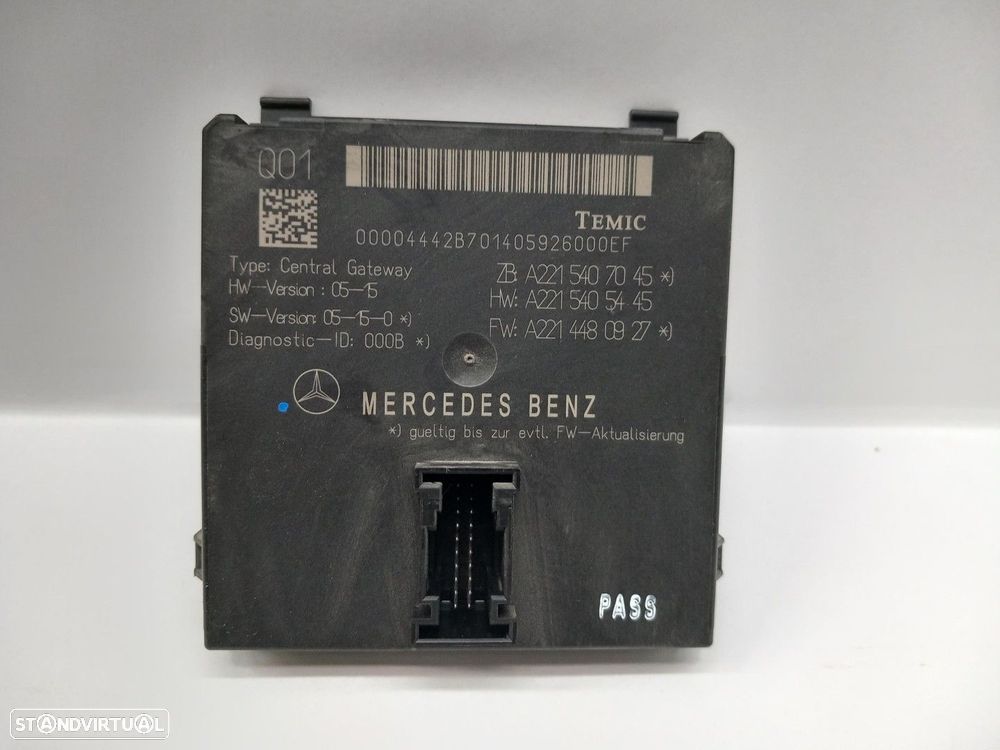 Q01
TEMIC
00004442B701405926000EF
Type: Central Gateway
HW-Version : 05-15
SW-Version: 05-15-0 *)
Diagnostic-ID: 000B *)
ZB: A221 540 70 45 *)
HW: A221 540 54 45
FW: A221 448 09 27 *)
MERCEDES BENZ
*) gueltig bis zur evtl. FW-Aktualisierung
PASS
STANDVIRTUAL